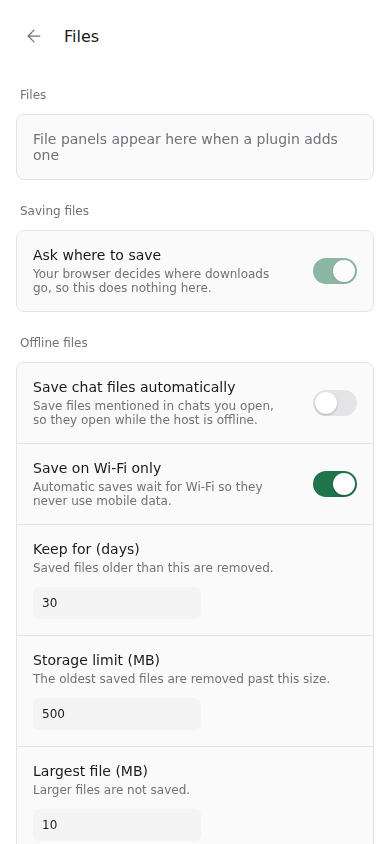 Files
Files
File panels appear here when a plugin adds
one
Saving files
Ask where to save
Your browser decides where downloads
go, so this does nothing here.
Offline files
Save chat files automatically
Save files mentioned in chats you open,
so they open while the host is offline.
Save on Wi-Fi only
Automatic saves wait for Wi-Fi so they
never use mobile data.
Keep for (days)
Saved files older than this are removed.
30
Storage limit (MB)
The oldest saved files are removed past this size.
500
Largest file (MB)
Larger files are not saved.
10